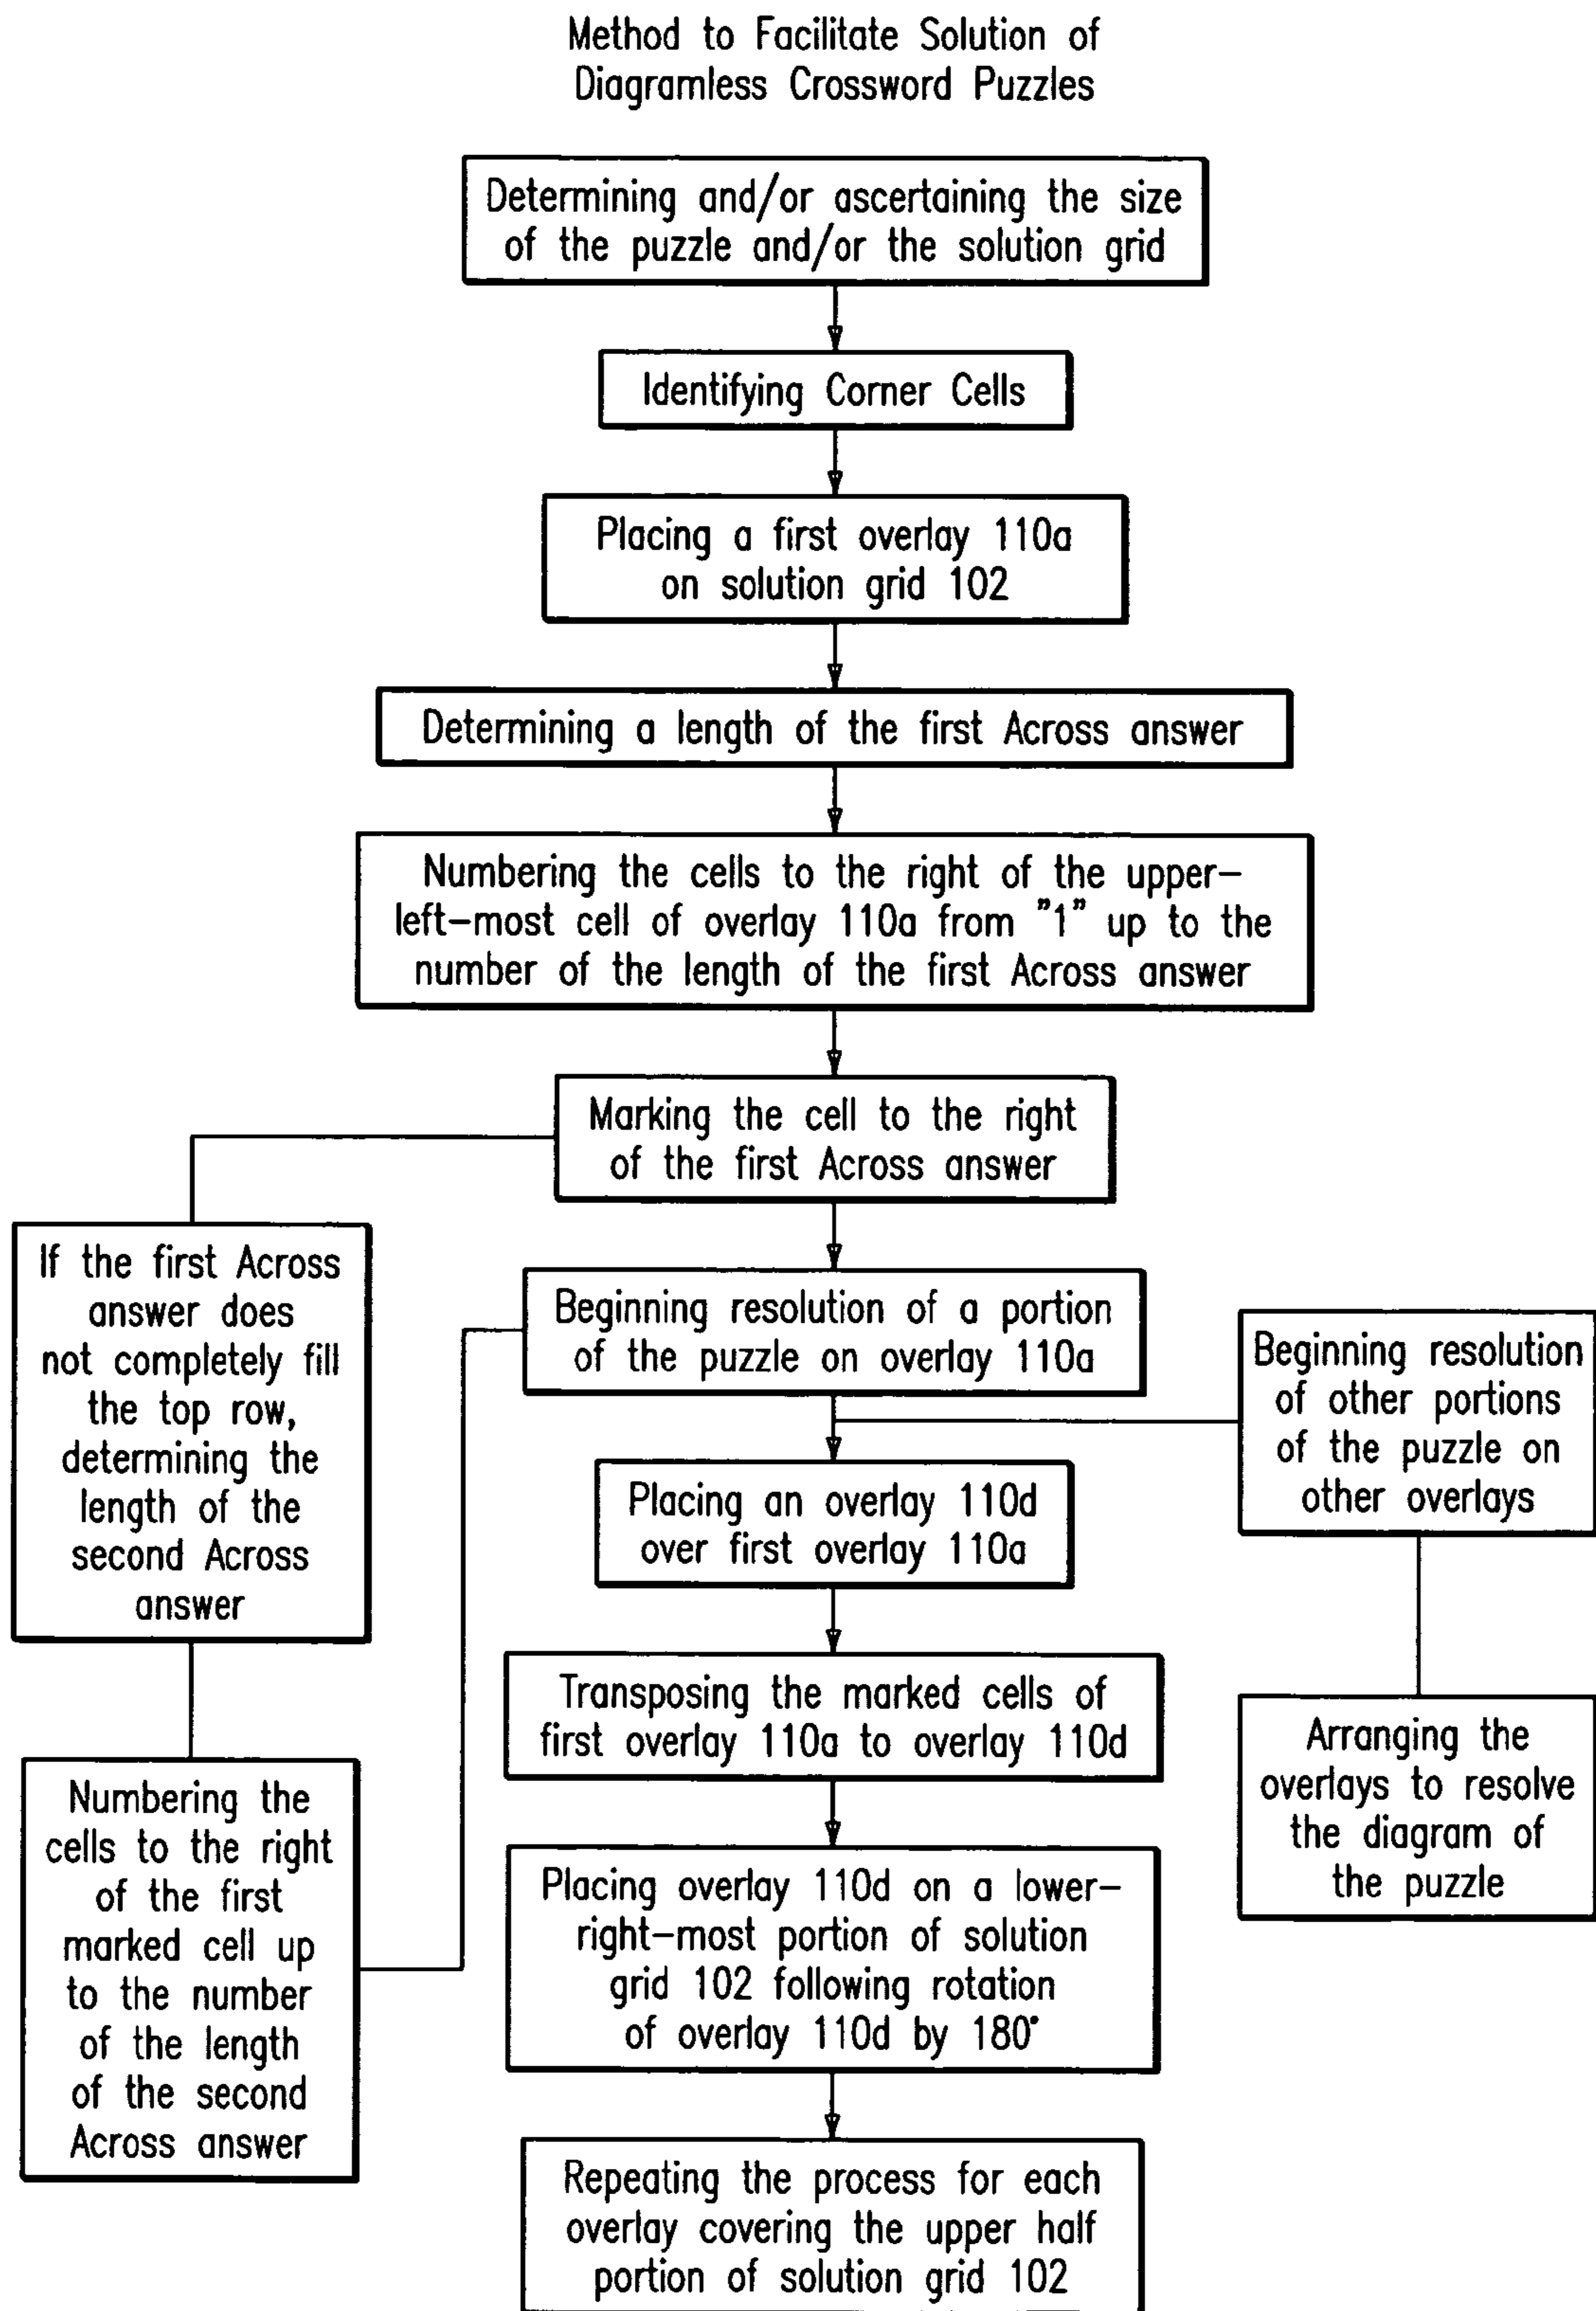 Method to Facilitate Solution of
Diagramless Crossword Puzzles
Determining and/or ascertaining the size
of the puzzle and/or the solution grid
Identifying Corner Cells
Placing a first overlay 110a
on solution grid 102
Determining a length of the first Across answer
Numbering the cells to the right of the upper-
left-most cell of overlay 110a from "1" up to the
number of the length of the first Across answer
Marking the cell to the right
of the first Across answer
If the first Across
answer does
not completely fill
the top row,
determining the
length of the
second Across
answer
Numbering the
cells to the right
of the first
marked cell up
to the number
of the length
of the second
Across answer
Beginning resolution of a portion
of the puzzle on overlay 110a
Beginning resolution
of other portions
of the puzzle on
other overlays
Arranging the
overlays to resolve
the diagram of
the puzzle
Placing an overlay 110d
over first overlay 110a
Transposing the marked cells of
first overlay 110a to overlay 110d
Placing overlay 110d on a lower-
right-most portion of solution
grid 102 following rotation
of overlay 110d by 180°
Repeating the process for each
overlay covering the upper half
portion of solution grid 102